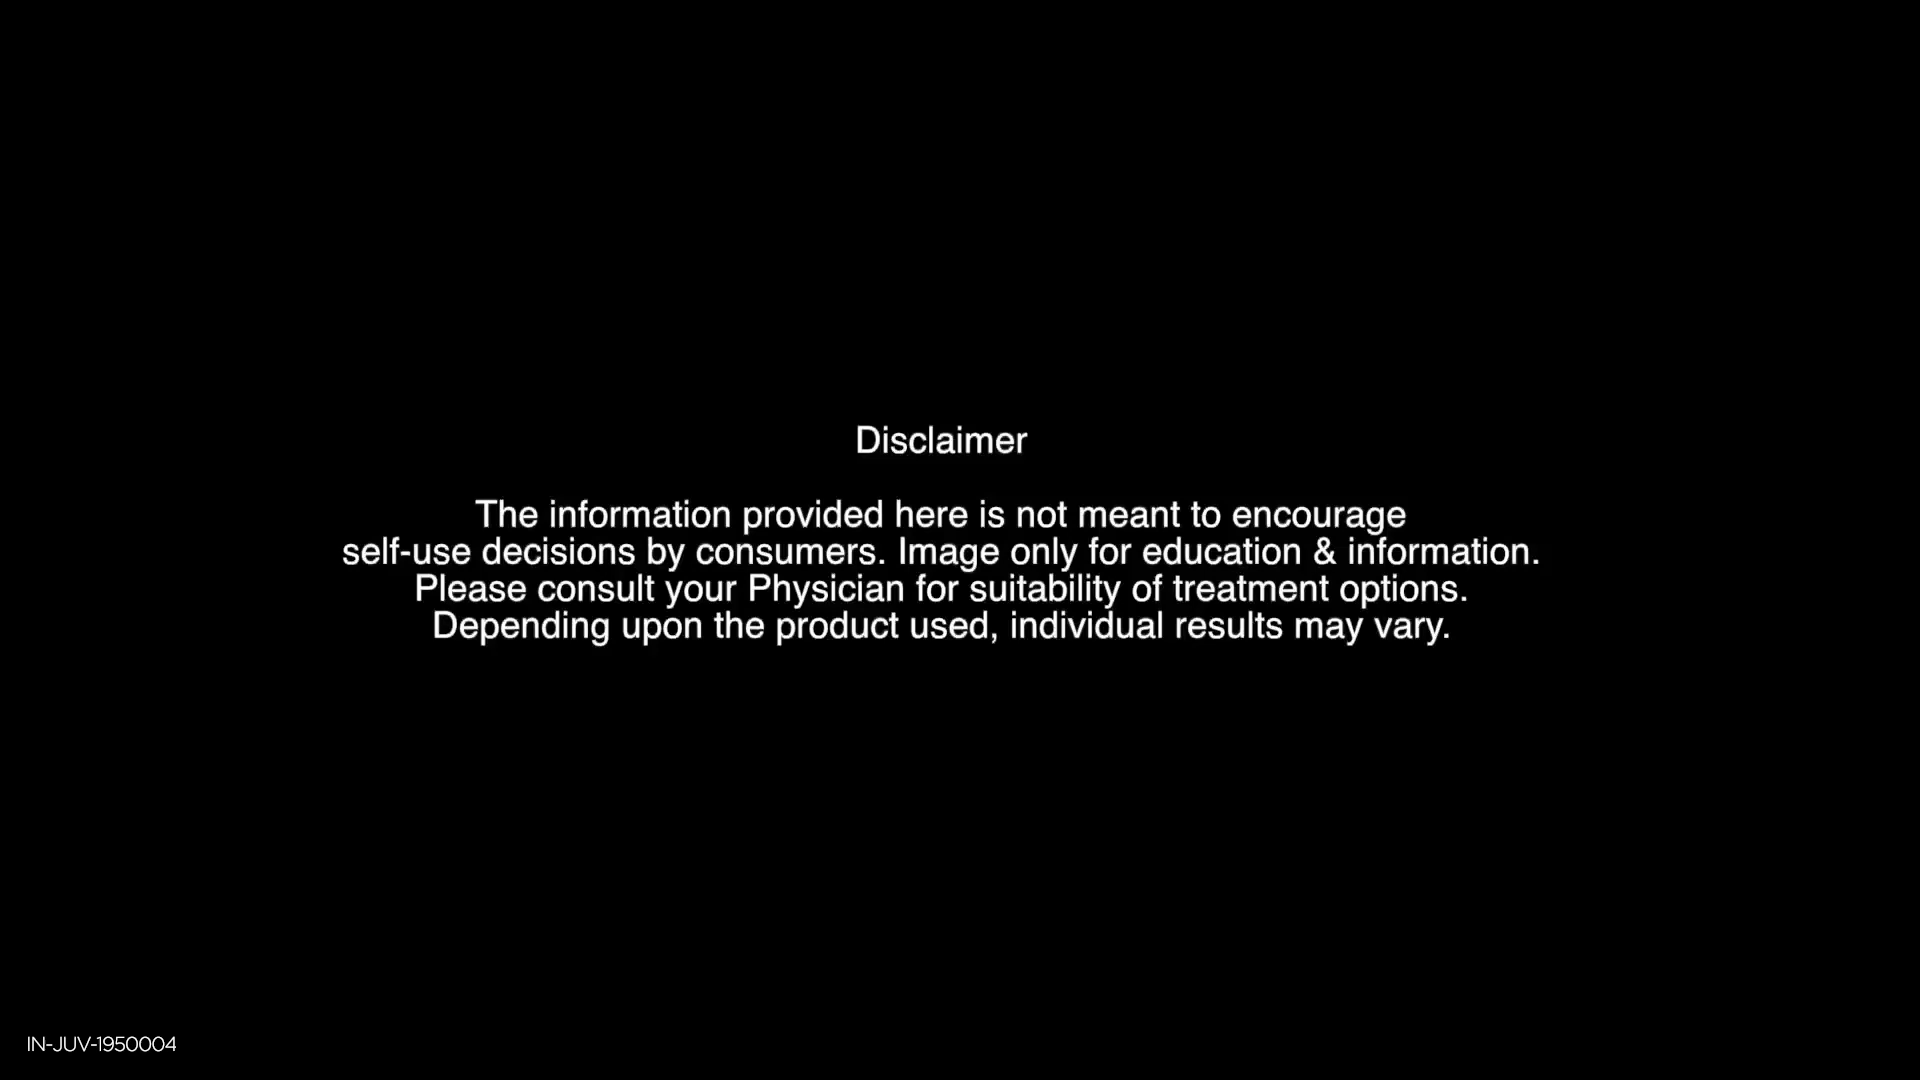 Disclaimer
The information provided here is not meant to encourage
self-use decisions by consumers. Image only for education & information.
Please consult your Physician for suitability of treatment options.
Depending upon the product used, individual results may vary.
IN-JUV-1950004